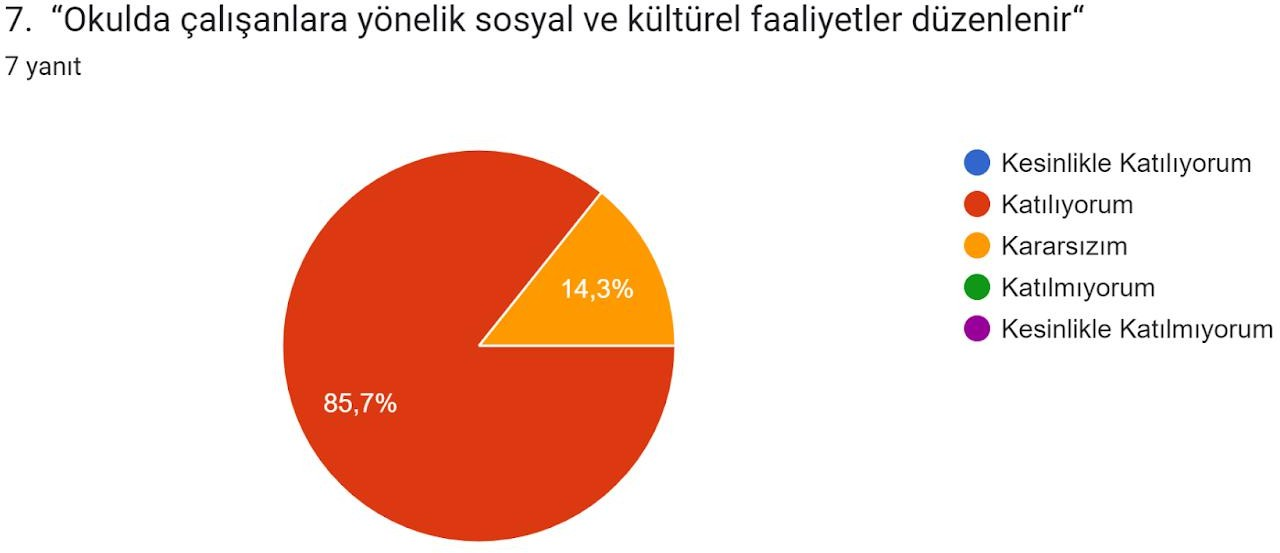 7. “Okulda çalışanlara yönelik sosyal ve kültürel faaliyetler düzenlenir“
7 yanıt
Kesinlikle Katılıyorum
Katılıyorum
Kararsızım
Katılmıyorum
Kesinlikle Katılmıyorum
14,3%
85,7%